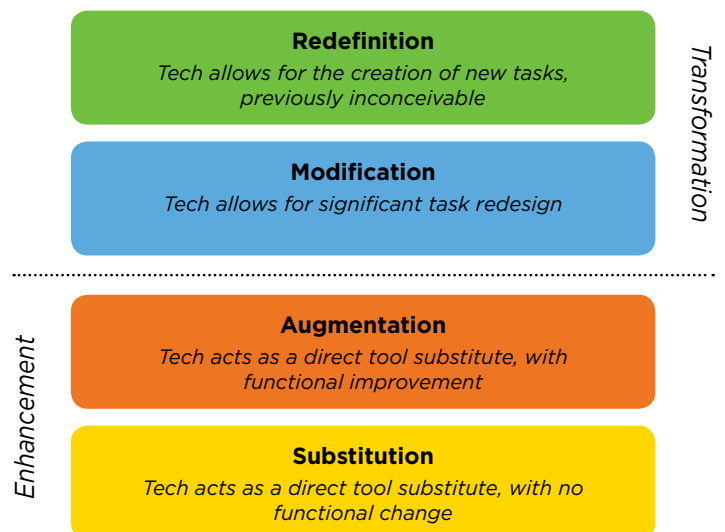 Redefinition
Tech allows for the creation of new tasks,
previously inconceivable
Modification
Tech allows for significant task redesign
Transformation
Augmentation
Tech acts as a direct tool substitute, with
functional improvement
Substitution
Tech acts as a direct tool substitute, with no
functional change
Enhancement